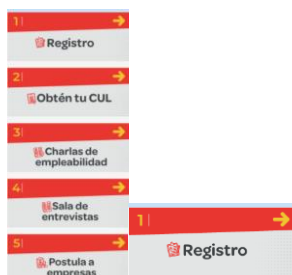 1|
Registro
2|
Obtén tu CUL
3|
Charlas de
empleabilidad
4|
Sala de
entrevistas
5|
Postula a
empresas
1|
Registro